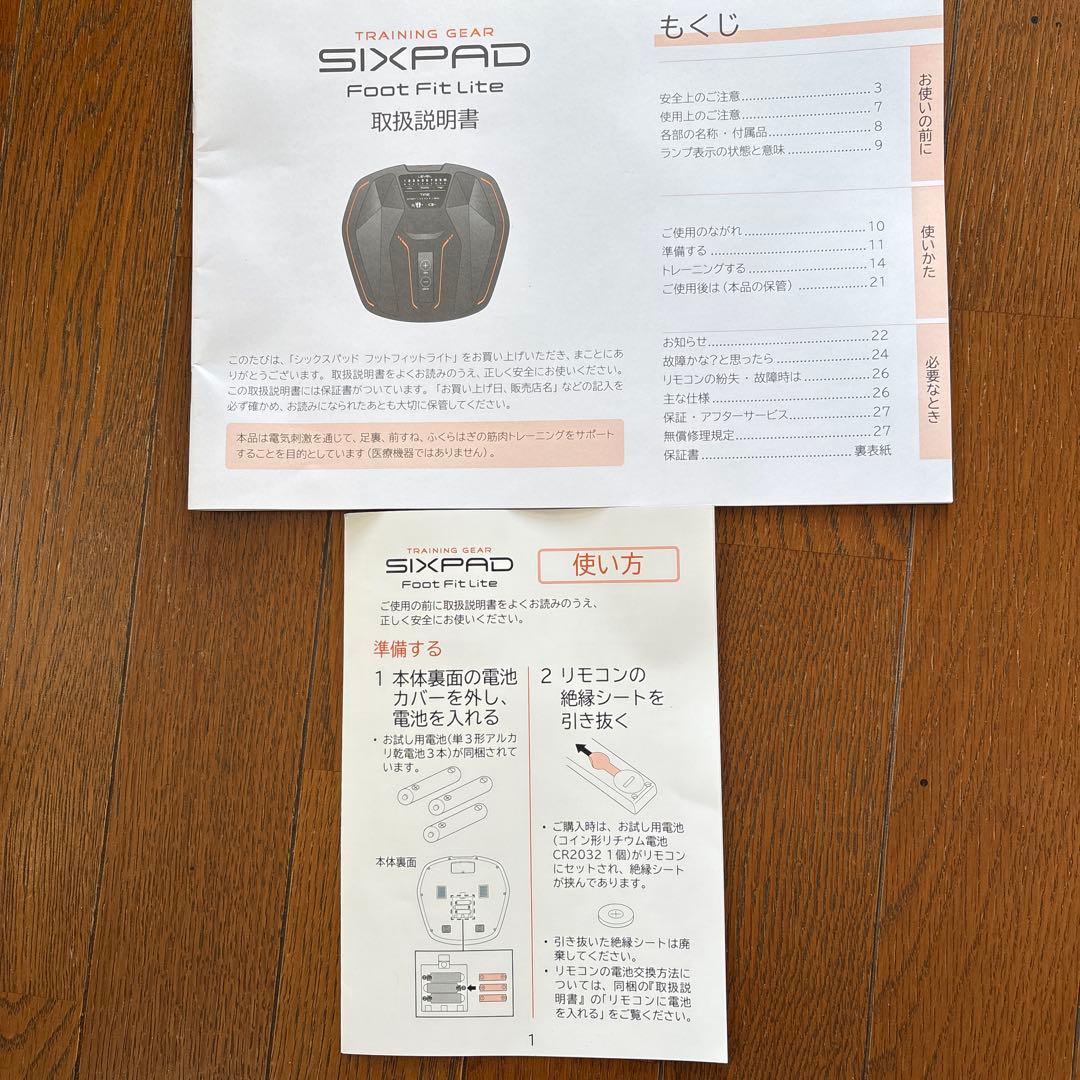 TRAINING GEAR
SIXPAD
Foot Fit Lite
取扱説明書
LEVEL
TIME
このたびは、「シックスパッド フットフィットライト」をお買い上げいただき、まことにあ
りがとうございます。取扱説明書をよくお読みのうえ、正しく安全にお使いください。
この取扱説明書には保証書がついています。「お買い上げ日、販売店名」などの記入を
必ず確かめ、お読みになられたあとも大切に保管してください。
本品は電気刺激を通じて、足裏、前すね、ふくらはぎの筋肉トレーニングをサポート
することを目的としています（医療機器ではありません）。
もくじ
お使いの前に
安全上のご注意 3
使用上のご注意 7
各部の名称・付属品 8
ランプ表示の状態と意味 9
使いかた
ご使用のながれ 10
準備する 11
トレーニングする 14
ご使用後は（本品の保管） 21
必要なとき
お知らせ 22
故障かな？と思ったら 24
リモコンの紛失・故障時は 26
主な仕様 26
保証・アフターサービス 27
無償修理規定 27
保証書 裏表紙
TRAINING GEAR
SIXPAD
Foot Fit Lite
使い方
ご使用の前に取扱説明書をよくお読みのうえ、
正しく安全にお使いください。
準備する
1 本体裏面の電池
カバーを外し、
電池を入れる
・お試し用電池（単3形アルカ
リ乾電池3本）が同梱されて
います。
本体裏面
2 リモコンの
絶縁シートを
引き抜く
・ご購入時は、お試し用電池
（コイン形リチウム電池
CR2032 1個）がリモコン
にセットされ、絶縁シート
が挟んであります。
・引き抜いた絶縁シートは廃
棄してください。
・リモコンの電池交換方法に
ついては、同梱の『取扱説
明書』の「リモコンに電池
を入れる」をご覧ください。
1